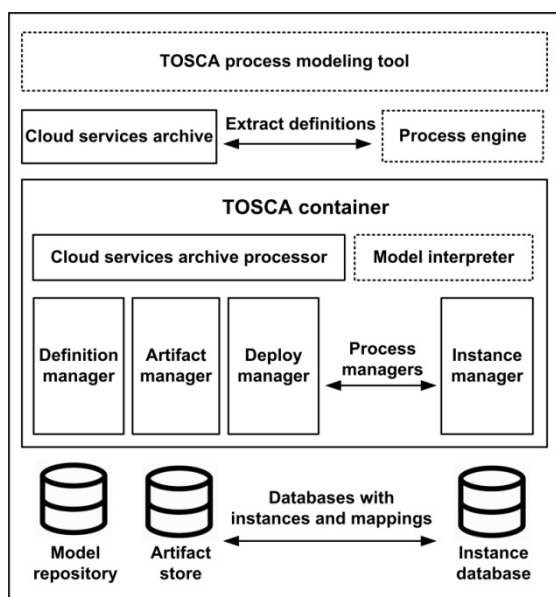 TOSCA process modeling tool
Cloud services archive
Extract definitions
Process engine
TOSCA container
Cloud services archive processor
Model interpreter
Definition
manager
Artifact
manager
Deploy
manager
Process
managers
Instance
manager
Databases with
instances and mappings
Model
repository
Artifact
store
Instance
database